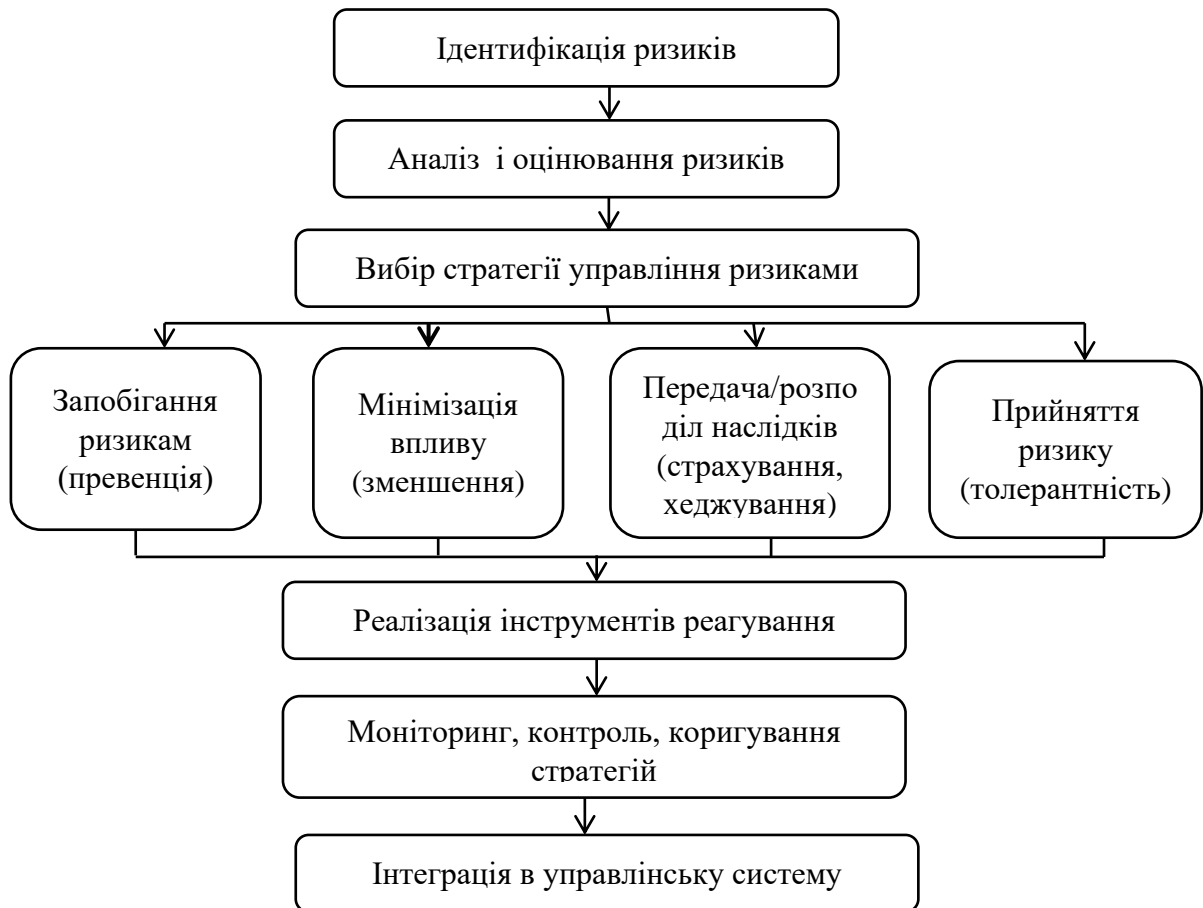 Ідентифікація ризиків
Аналіз і оцінювання ризиків
Вибір стратегії управління ризиками
Запобігання
ризикам
(превенція)
Мінімізація
впливу
(зменшення)
Передача/розпо
діл наслідків
(страхування,
хеджування)
Прийняття
ризику
(толерантність)
Реалізація інструментів реагування
Моніторинг, контроль, коригування
стратегій
Інтеграція в управлінську систему